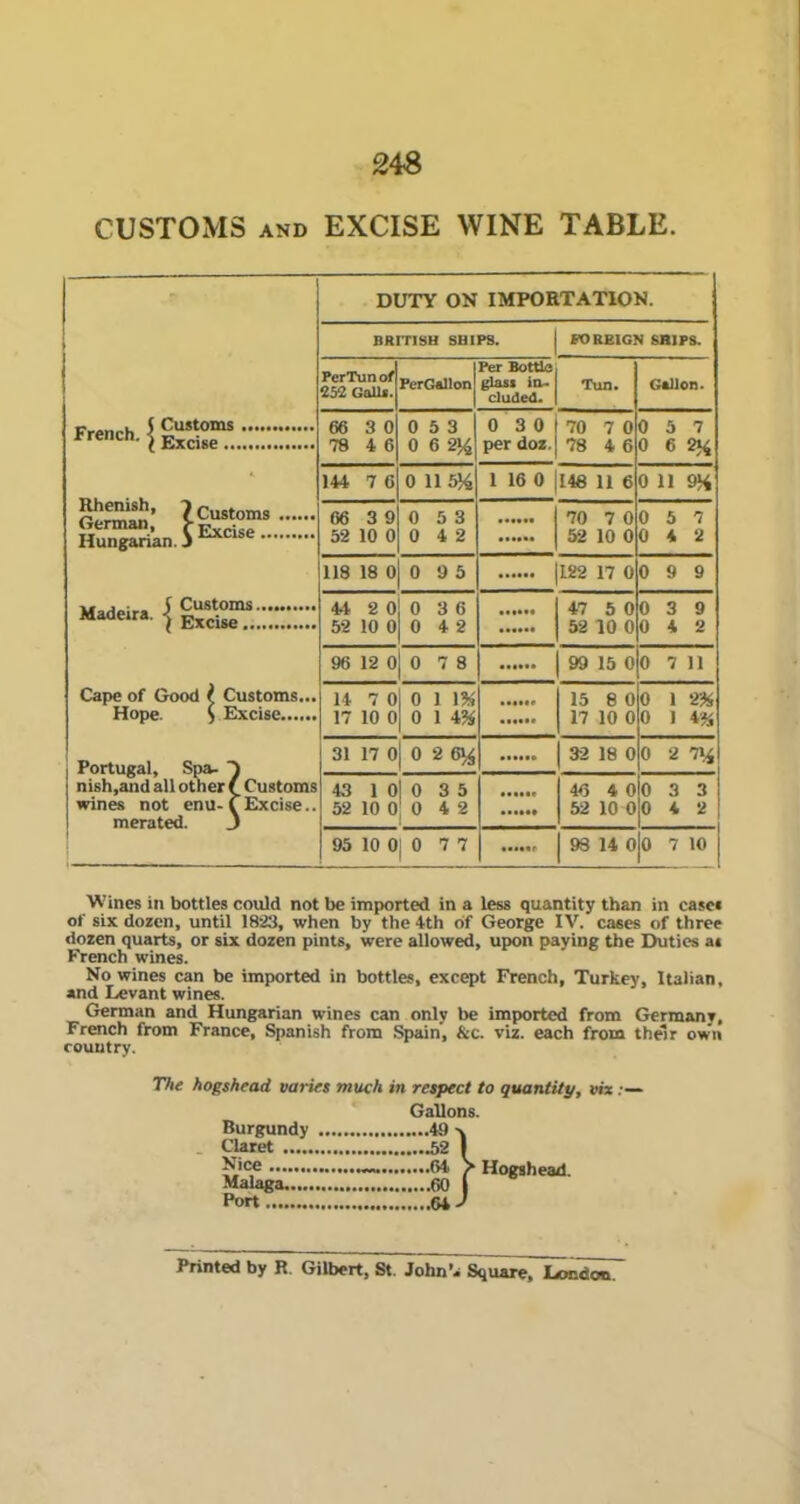 248
CUSTOMS AND EXCISE WINE TABLE.
DUTY ON IMPORTATION.
BRITISH SHIPS. FOREIGN SHIPS.
Per Tun of 252 Galls. Per Gallon Per Bottle glass included. Tun. Gallon.
French. { Customs ............ 66 3 0 0 5 3 0 3 0 70 7 0 0 5 7
{ Excise ............... 78 4 6 0 6 2½ per doz. 78 4 6 0 6 2½
144 7 6 0 11 5½ 1 16 0 148 11 6 0 11 9½
Rhenish, German, Hungarian. } Customs ...... 66 3 9 0 5 3 ...... 70 7 0 0 5 7
} Excise ......... 52 10 0 0 4 2 ...... 52 10 0 0 4 2
118 18 0 0 9 5 ...... 122 17 0 0 9 9
Madeira. { Customs........... 44 2 0 0 3 6 ...... 47 5 0 0 3 9
{ Excise ............. 52 10 0 0 4 2 ...... 52 10 0 0 4 2
96 12 0 0 7 8 ...... 99 15 0 0 7 11
Cape of Good { Customs... 14 7 0 0 1 1¾ ...... 15 8 0 0 1 2¾
Hope. } Excise...... 17 10 0 0 1 4¾ ...... 17 10 0 0 1 4¾
31 17 0 0 2 6½ ...... 32 18 0 0 2 7½
Portugal, Spa-
nish, and all other } Customs 43 1 0 0 3 5 ...... 46 4 0 0 3 3
wines not enu- } Excise.. 52 10 0 0 4 2 ...... 52 10 0 0 4 2
merated.
95 10 0 0 7 7 ...... 98 14 0 0 7 10
Wines in bottles could not be imported in a less quantity than in cases
of six dozen, until 1823, when by the 4th of George IV. cases of three
dozen quarts, or six dozen pints, were allowed, upon paying the Duties as
French wines.
No wines can be imported in bottles, except French, Turkey, Italian,
and Levant wines.
German and Hungarian wines can only be imported from Germany,
French from France, Spanish from Spain, &c. viz. each from their own
country.
The hogshead varies much in respect to quantity, viz :—
Gallons.
Burgundy ....................49
Claret ..........................52
Nice .............................64 } Hogshead.
Malaga..........................60
Port .............................64
Printed by R. Gilbert, St. John's Square, London.